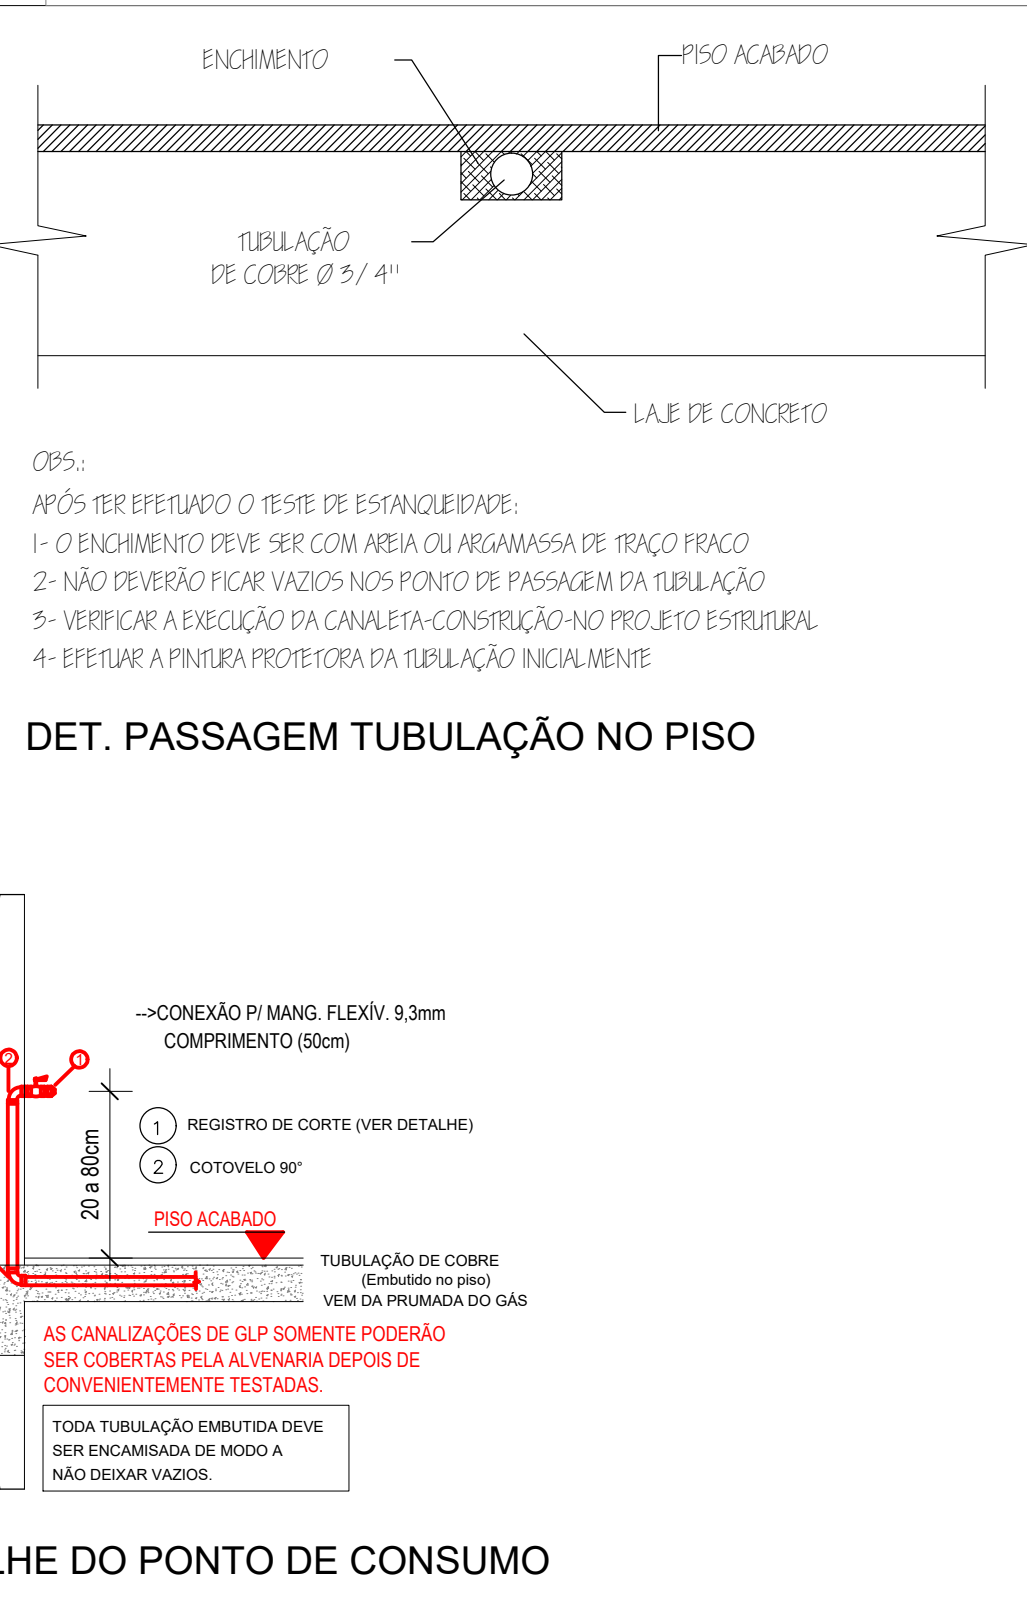 ENCHIMENTO
PISO ACABADO
TUBULAÇÃO
DE COBRE Ø 3/4"
LAJE DE CONCRETO
OBS.:
APÓS TER EFETUADO O TESTE DE ESTANQUEIDADE:
1- O ENCHIMENTO DEVE SER COM AREIA OU ARGAMASSA DE TRAÇO FRACO
2- NÃO DEVERÃO FICAR VAZIOS NOS PONTO DE PASSAGEM DA TUBULAÇÃO
3- VERIFICAR A EXECUÇÃO DA CANALETA-CONSTRUÇÃO-NO PROJETO ESTRUTURAL
4- EFETUAR A PINTURA PROTETORA DA TUBULAÇÃO INICIALMENTE
DET. PASSAGEM TUBULAÇÃO NO PISO
-->CONEXÃO P/ MANG. FLEXÍV. 9,3mm
COMPRIMENTO (50cm)
2
1
20 a 80cm
1 REGISTRO DE CORTE (VER DETALHE)
2 COTOVELO 90°
PISO ACABADO
TUBULAÇÃO DE COBRE
(Embutido no piso)
VEM DA PRUMADA DO GÁS
AS CANALIZAÇÕES DE GLP SOMENTE PODERÃO
SER COBERTAS PELA ALVENARIA DEPOIS DE
CONVENIENTEMENTE TESTADAS.
TODA TUBULAÇÃO EMBUTIDA DEVE
SER ENCAMISADA DE MODO A
NÃO DEIXAR VAZIOS.
LHE DO PONTO DE CONSUMO